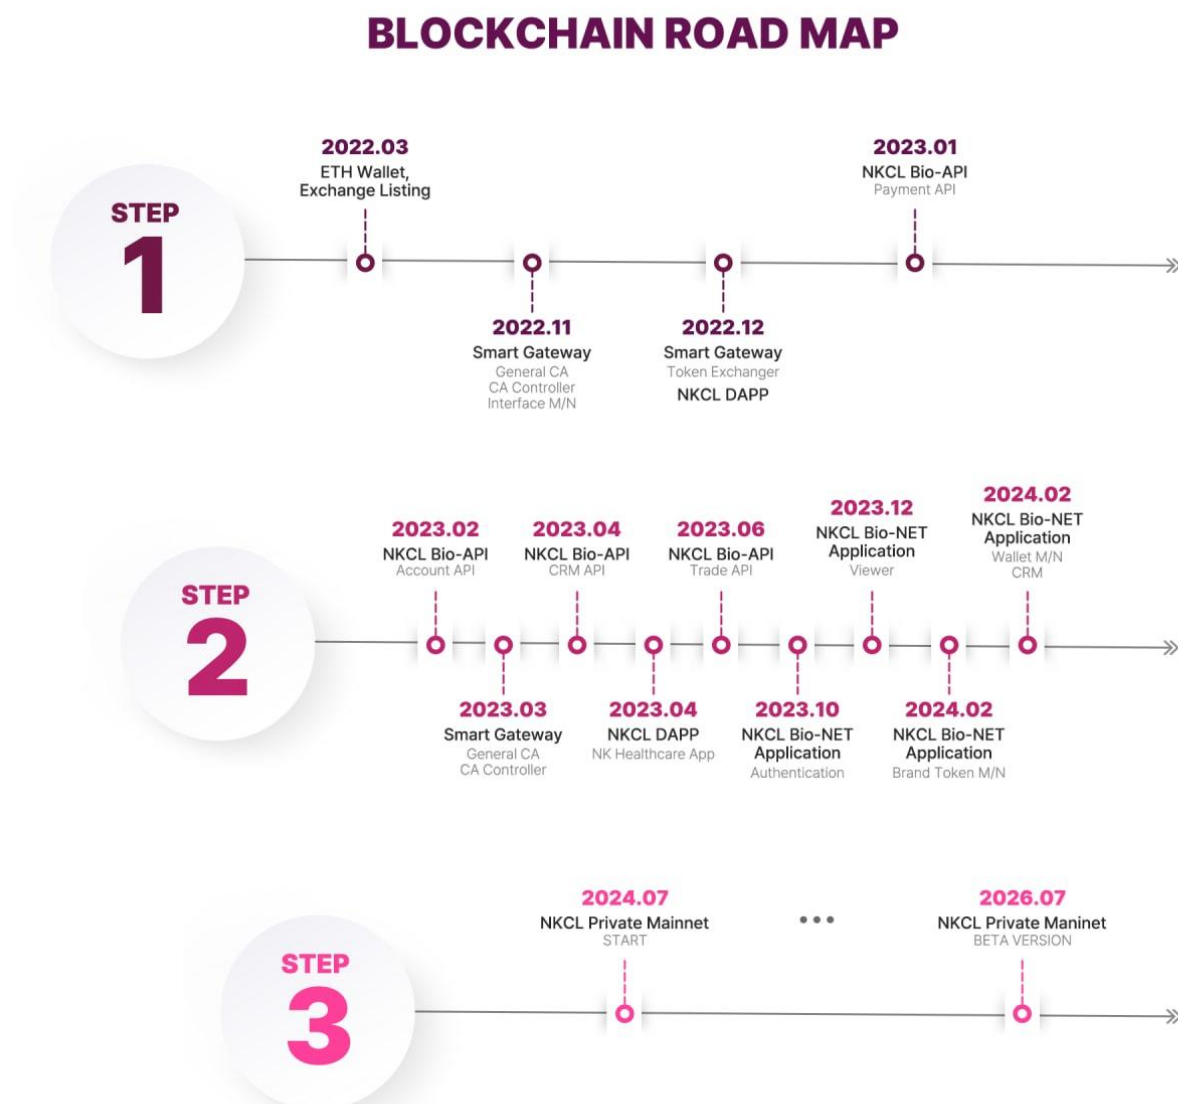 BLOCKCHAIN ROAD MAP
STEP
1
2022.03
ETH Wallet,
Exchange Listing
2022.11
Smart Gateway
General CA
CA Controller
Interface M/N
2022.12
Smart Gateway
Token Exchanger
NKCL DAPP
2023.01
NKCL Bio-API
Payment API
STEP
2
2023.02
NKCL Bio-API
Account API
2023.03
Smart Gateway
General CA
CA Controller
2023.04
NKCL Bio-API
CRM API
2023.04
NKCL DAPP
NK Healthcare App
2023.06
NKCL Bio-API
Trade API
2023.10
NKCL Bio-NET
Application
Authentication
2023.12
NKCL Bio-NET
Application
Viewer
2024.02
NKCL Bio-NET
Application
Brand Token M/N
2024.02
NKCL Bio-NET
Application
Wallet M/N
CRM
STEP
3
2024.07
NKCL Private Mainnet
START
•••
2026.07
NKCL Private Maninet
BETA VERSION